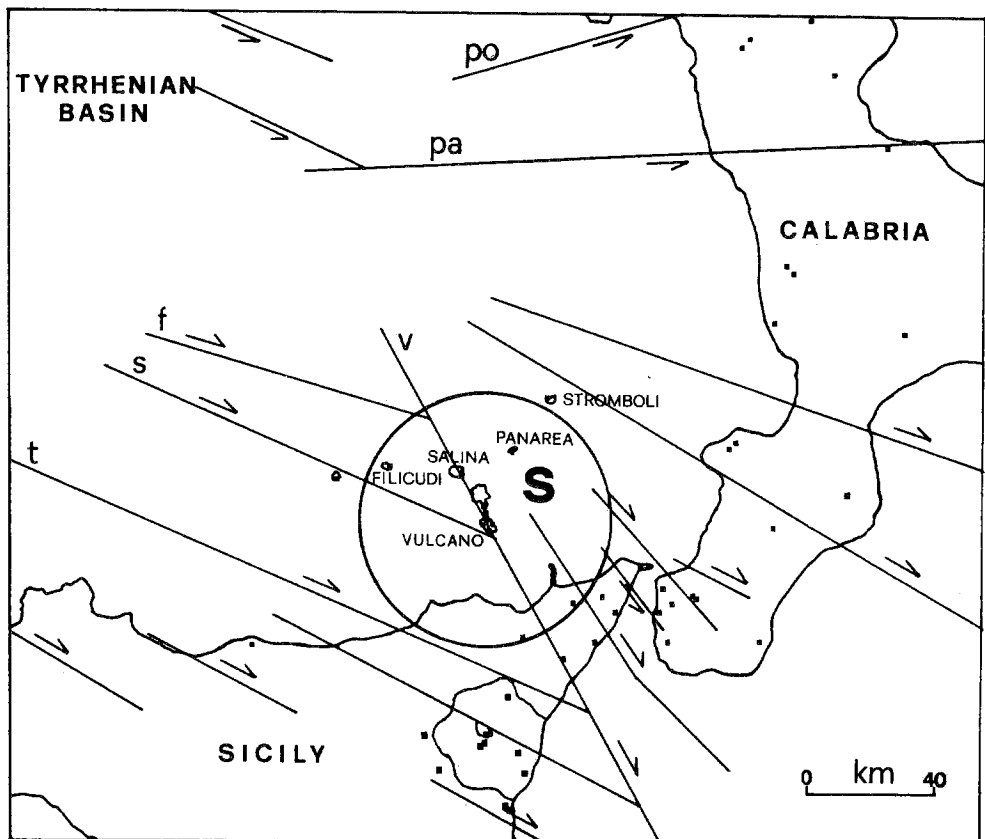 po
TYRRHENIAN
BASIN
pa
CALABRIA
f
v
s
STROMBOLI
t
PANAREA
SALINA
S
FILICUDI
VULCANO
SICILY
0 km 40